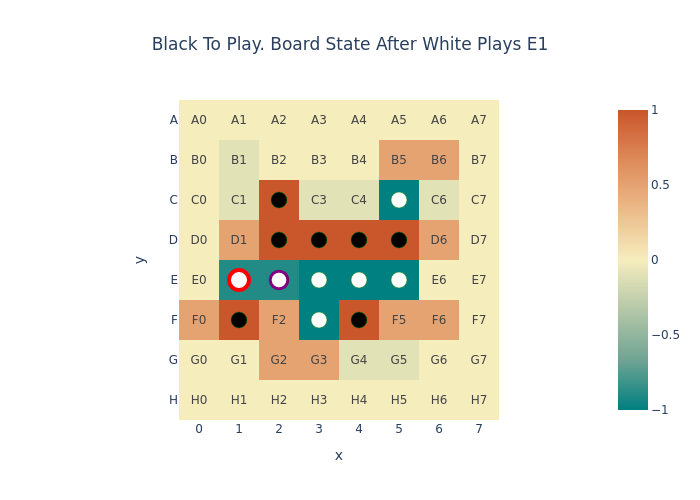 Black To Play. Board State After White Plays E1
A A0 A1 A2 A3 A4 A5 A6 A7
B B0 B1 B2 B3 B4 B5 B6 B7
C C0 C1 C3 C4 C6 C7
D D0 D1 D6 D7
E E0 E6 E7
F F0 F2 F5 F6 F7
G G0 G1 G2 G3 G4 G5 G6 G7
H H0 H1 H2 H3 H4 H5 H6 H7
0 1 2 3 4 5 6 7
x
y
1
0.5
0
−0.5
−1